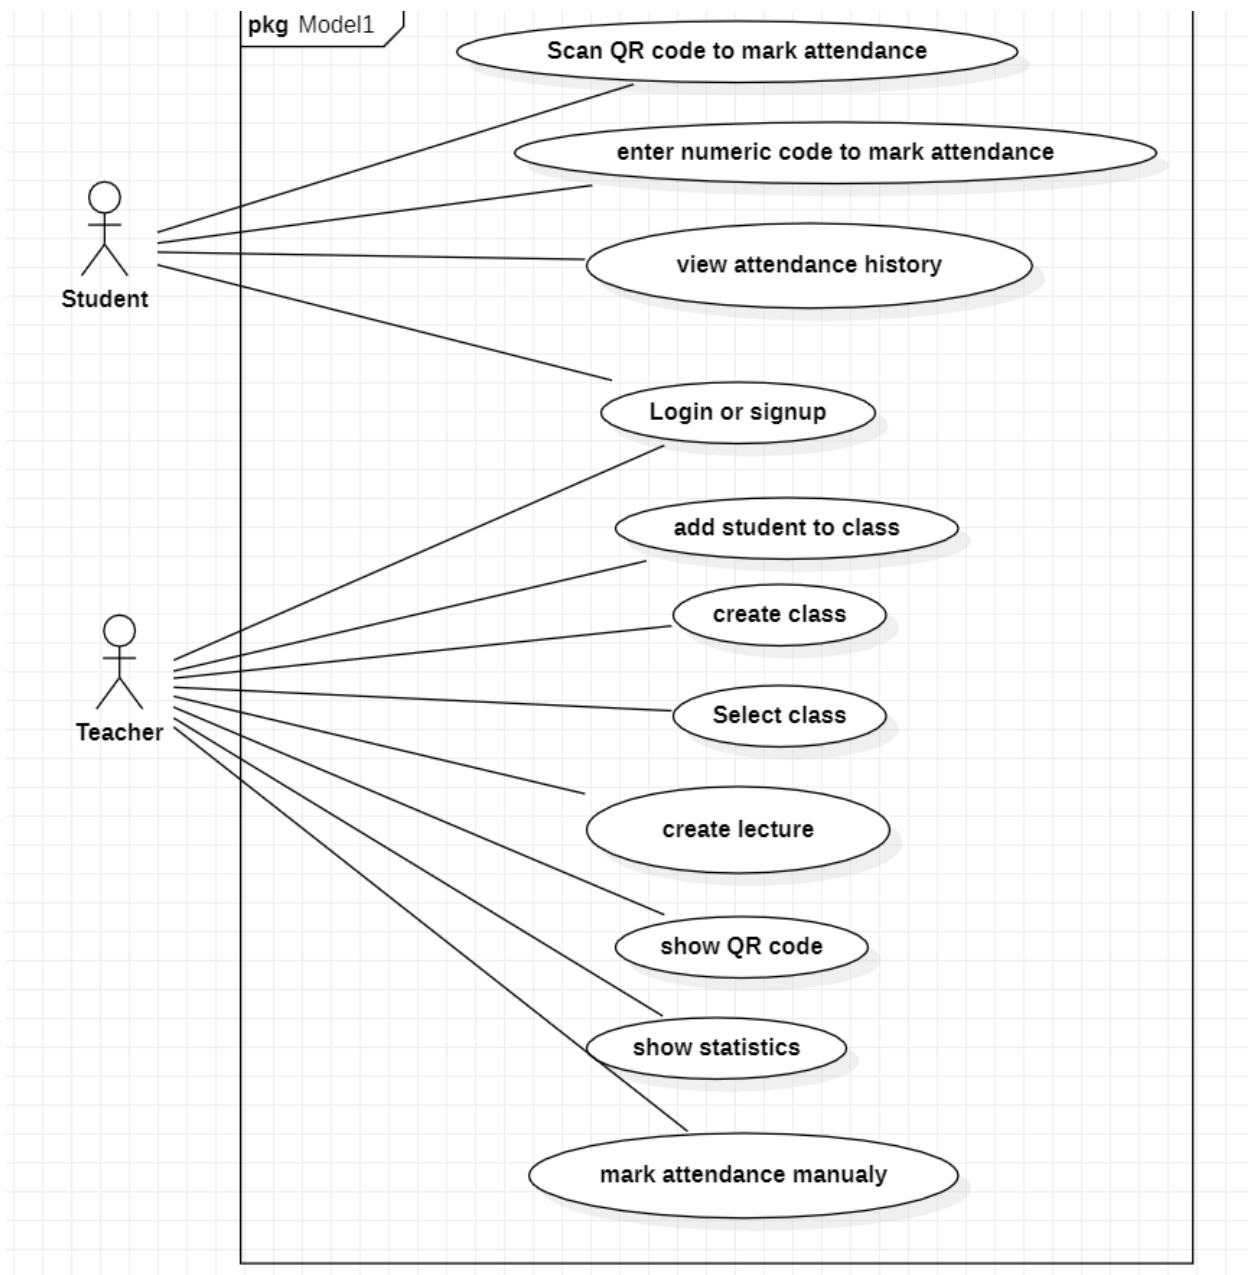 pkg Model1
Scan QR code to mark attendance
enter numeric code to mark attendance
view attendance history
Student
Login or signup
add student to class
create class
Teacher
Select class
create lecture
show QR code
show statistics
mark attendance manualy